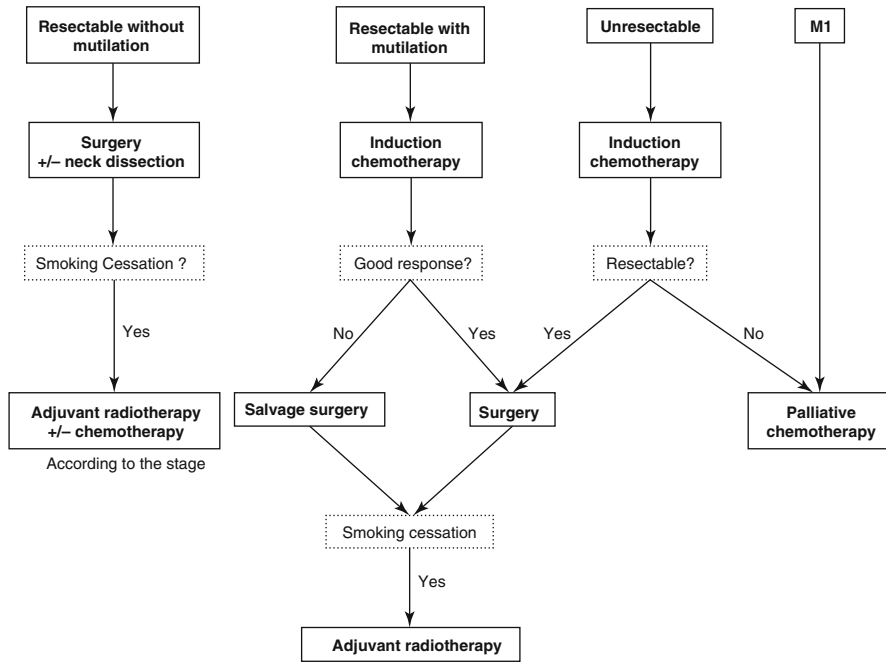 Resectable without
mutilation
Resectable with
mutilation
Unresectable
M1
Surgery
+/– neck dissection
Induction
chemotherapy
Induction
chemotherapy
Smoking Cessation ?
Good response?
Resectable?
Yes
No
Yes
Yes
No
Adjuvant radiotherapy
+/– chemotherapy
According to the stage
Salvage surgery
Surgery
Palliative
chemotherapy
Smoking cessation
Yes
Adjuvant radiotherapy